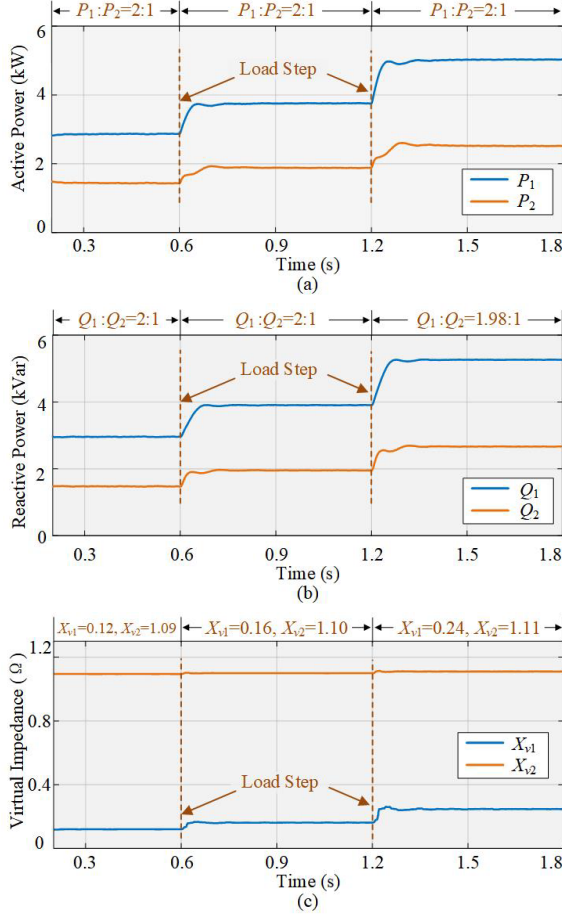 P1:P2=2:1 P1:P2=2:1 P1:P2=2:1
6
4
2
0
Active Power (kW)
Load Step
P1
P2
0.3 0.6 0.9 1.2 1.5 1.8
Time (s)
(a)
Q1:Q2=2:1 Q1:Q2=2:1 Q1:Q2=1.98:1
6
4
2
0
Reactive Power (kVar)
Load Step
Q1
Q2
0.3 0.6 0.9 1.2 1.5 1.8
Time (s)
(b)
Xv1=0.12, Xv2=1.09 Xv1=0.16, Xv2=1.10 Xv1=0.24, Xv2=1.11
1.2
0.8
0.4
0
Virtual Impedance ( Ω )
Xv1
Xv2
Load Step
0.3 0.6 0.9 1.2 1.5 1.8
Time (s)
(c)